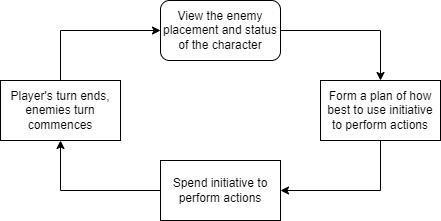 View the enemy
placement and status
of the character
Form a plan of how
best to use initiative
to perform actions
Spend initiative to
perform actions
Player's turn ends,
enemies turn
commences